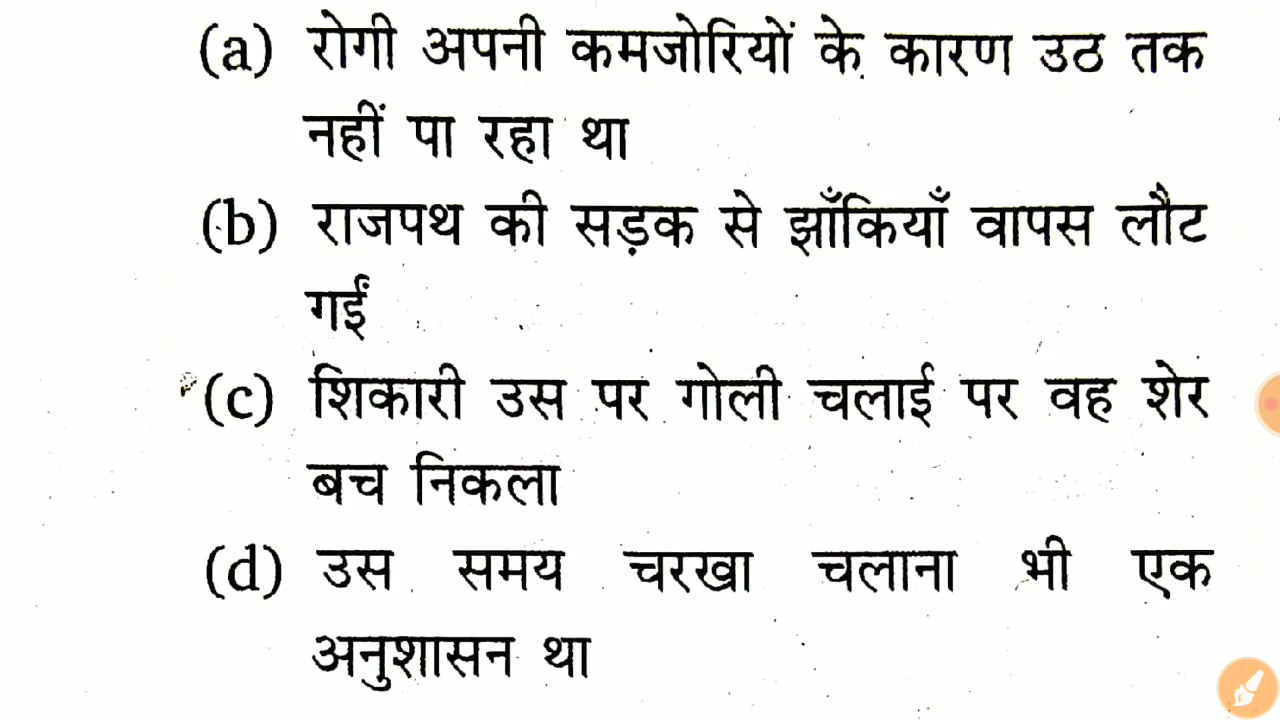 (a) रोगी अपनी कमजोरियों के कारण उठ तक
नहीं पा रहा था
(b) राजपथ की सड़क से झाँकियाँ वापस लौट
गईं
(c) शिकारी उस पर गोली चलाई पर वह शेर
बच निकला
(d) उस समय चरखा चलाना भी एक
अनुशासन था